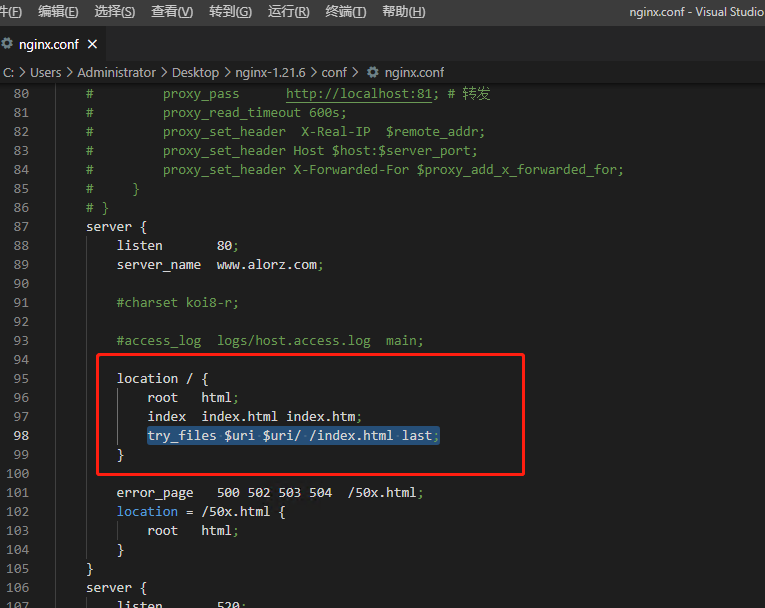 件(F) 编辑(E) 选择(S) 查看(V) 转到(G) 运行(R) 终端(T) 帮助(H) nginx.conf - Visual Studio
nginx.conf ×
C: > Users > Administrator > Desktop > nginx-1.21.6 > conf > nginx.conf
80 # proxy_pass http://localhost:81; # 转发
81 # proxy_read_timeout 600s;
82 # proxy_set_header X-Real-IP $remote_addr;
83 # proxy_set_header Host $host:$server_port;
84 # proxy_set_header X-Forwarded-For $proxy_add_x_forwarded_for;
85 # }
86 # }
87 server {
88 listen 80;
89 server_name www.alorz.com;
90
91 #charset koi8-r;
92
93 #access_log logs/host.access.log main;
94
95 location / {
96 root html;
97 index index.html index.htm;
98 try_files $uri $uri/ /index.html last;
99 }
100
101 error_page 500 502 503 504 /50x.html;
102 location = /50x.html {
103 root html;
104 }
105 }
106 server {
107 listen 520;